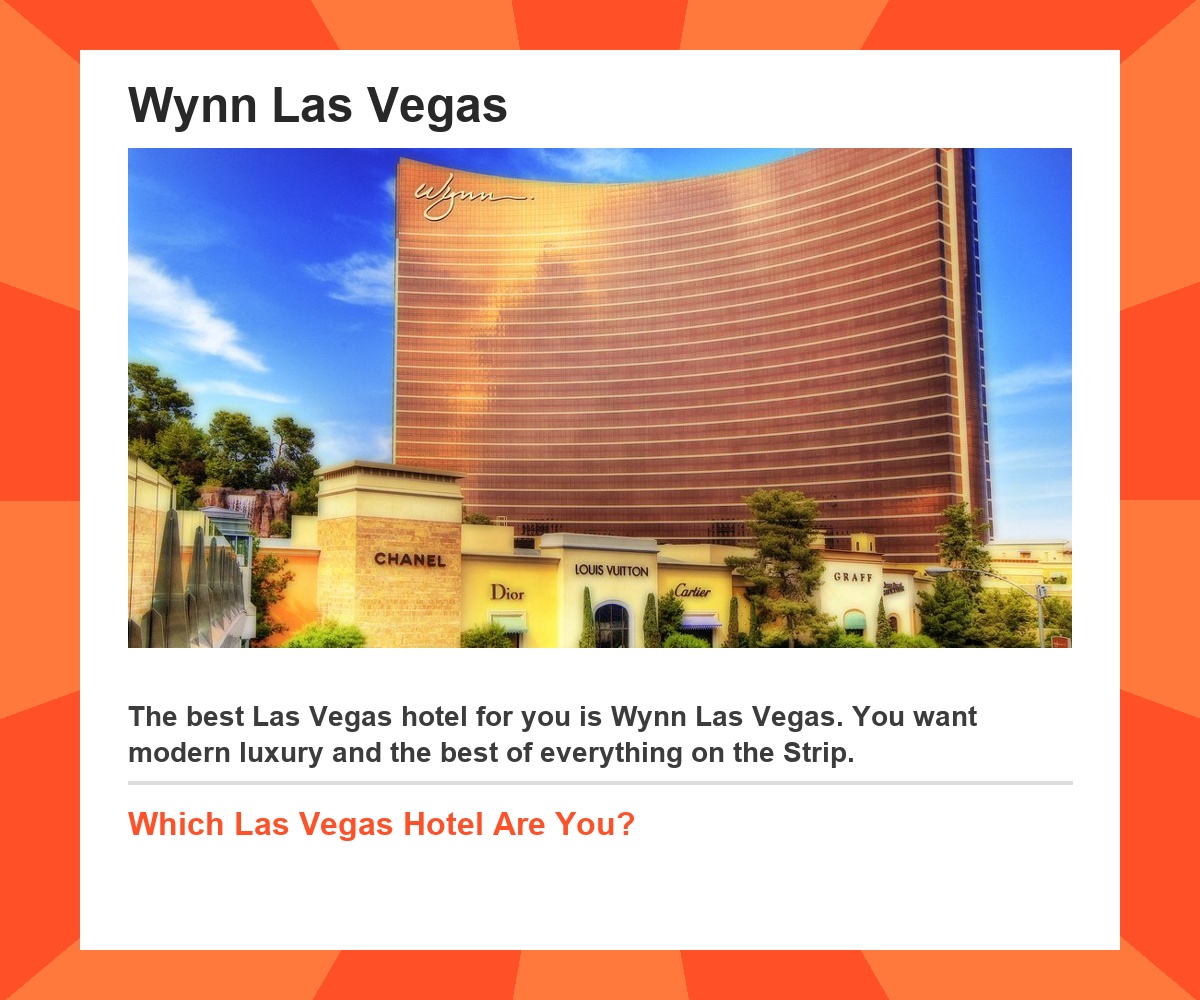 Wynn Las Vegas
Wynn
CHANEL
Dior
LOUIS VUITTON
Cartier
GRAFF
The best Las Vegas hotel for you is Wynn Las Vegas. You want
modern luxury and the best of everything on the Strip.
Which Las Vegas Hotel Are You?